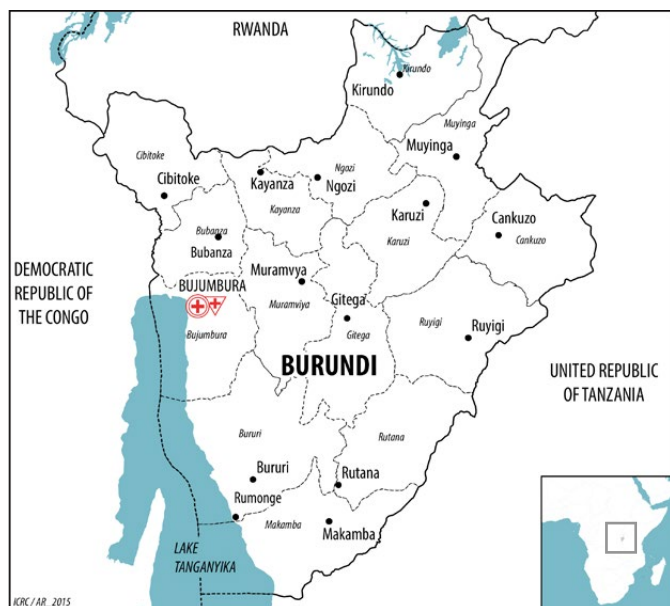 RWANDA
Kirundo
Kirundo
Muyinga
Muyinga
Cibitoke
Cibitoke
Kayanza
Ngozi
Ngozi
Kayanza
Karuzi
Karuzi
Cankuzo
Cankuzo
Bubanza
Bubanza
DEMOCRATIC
REPUBLIC OF
THE CONGO
Muramvya
BUJUMBURA
Muramviya
Gitega
Gitega
Bujumbura
Ruyigi
Ruyigi
BURUNDI
UNITED REPUBLIC
OF TANZANIA
Bururi
Rutana
Bururi
Rutana
Rumonge
Makamba
Makamba
LAKE
TANGANYIKA
ICRC / AR 2015